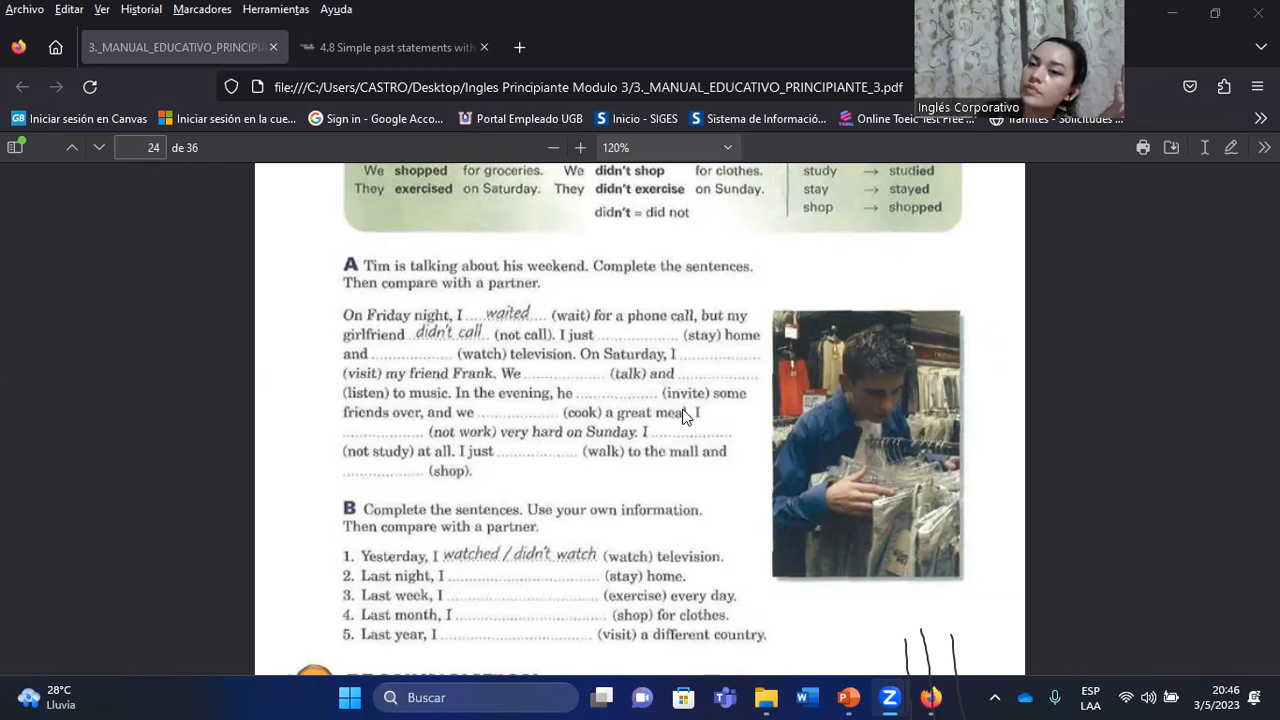 Archivo Editar Ver Historial Marcadores Herramientas Ayuda
3._MANUAL_EDUCATIVO_PRINCIPIA
4.8 Simple past statements with
file:///C:/Users/CASTRO/Desktop/Ingles Principiante Modulo 3/3._MANUAL_EDUCATIVO_PRINCIPIANTE_3.pdf
Inglés Corporativo
GB Iniciar sesión en Canvas Iniciar sesión en la cue... Sign in - Google Acco... Portal Empleado UGB S Inicio - SIGES S Sistema de Informació... Online Toeic Test Free ... Trámites - Solicitudes ...
24 de 36 120%
We shopped for groceries. We didn't shop for clothes. study → studied
They exercised on Saturday. They didn't exercise on Sunday. stay → stayed
didn't = did not shop → shopped
A Tim is talking about his weekend. Complete the sentences.
Then compare with a partner.
On Friday night, I ....waited.... (wait) for a phone call, but my
girlfriend ..didn't call.. (not call). I just .................... (stay) home
and .................... (watch) television. On Saturday, I ....................
(visit) my friend Frank. We .................... (talk) and ....................
(listen) to music. In the evening, he .................... (invite) some
friends over, and we .................... (cook) a great meal. I
.................... (not work) very hard on Sunday. I ....................
(not study) at all. I just .................... (walk) to the mall and
.................... (shop).
B Complete the sentences. Use your own information.
Then compare with a partner.
1. Yesterday, I watched / didn't watch (watch) television.
2. Last night, I ...................................... (stay) home.
3. Last week, I ...................................... (exercise) every day.
4. Last month, I ...................................... (shop) for clothes.
5. Last year, I ...................................... (visit) a different country.
28°C
Lluvia
Buscar
ESP
LAA
20:46
3/5/2023